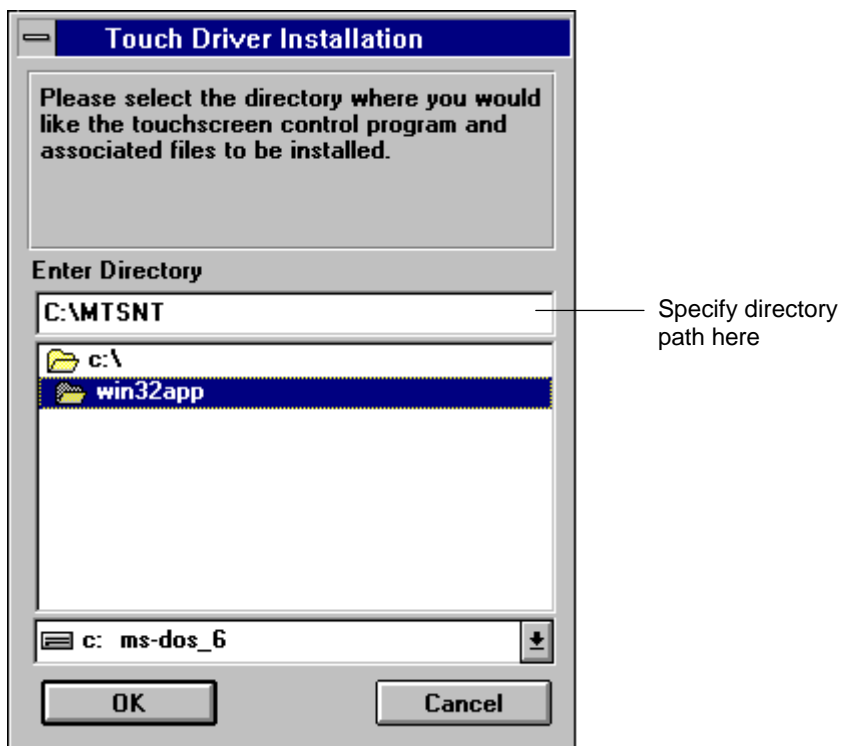 Touch Driver Installation
Please select the directory where you would
like the touchscreen control program and
associated files to be installed.
Enter Directory
C:\MTSNT
Specify directory
path here
c:\
win32app
c: ms-dos_6
OK
Cancel